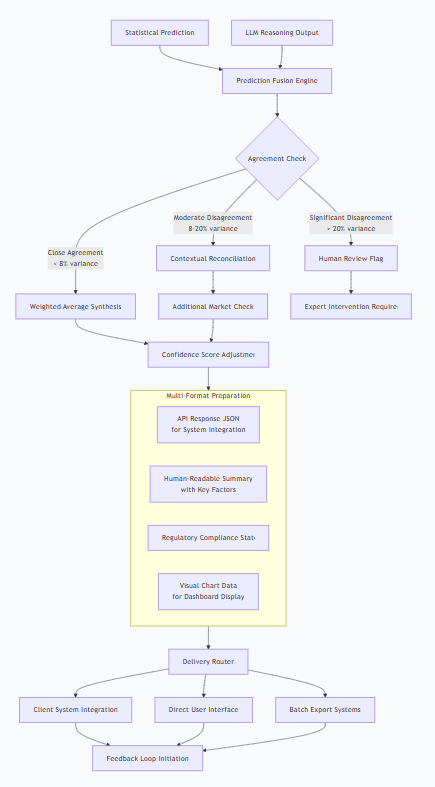 Statistical Prediction
LLM Reasoning Output
Prediction Fusion Engine
Agreement Check
Moderate Disagreement
8-20% variance
Significant Disagreement
> 20% variance
Close Agreement
< 8% variance
Contextual Reconciliation
Human Review Flag
Weighted Average Synthesis
Additional Market Check
Expert Intervention Require
Confidence Score Adjustmer
Multi-Format Preparation
API Response JSON
for System Integration
Human-Readable Summary
with Key Factors
Regulatory Compliance State
Visual Chart Data
for Dashboard Display
Delivery Router
Client System Integration
Direct User Interface
Batch Export Systems
Feedback Loop Initiation